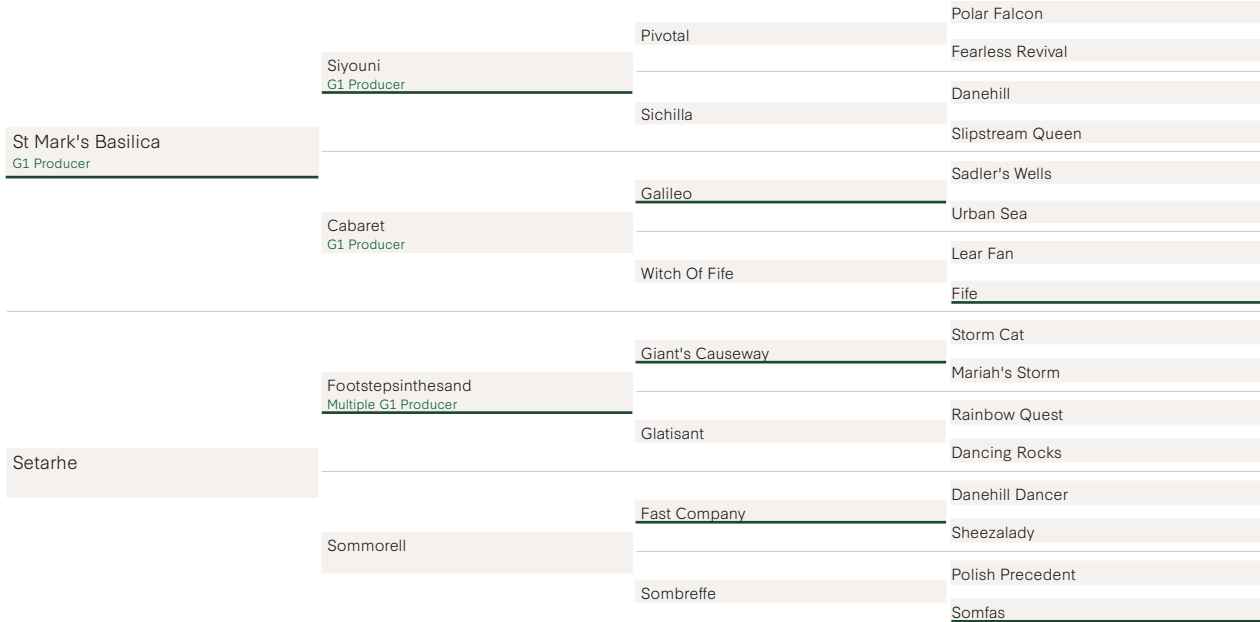 St Mark's Basilica
G1 Producer
Setarhe
Siyouni
G1 Producer
Cabaret
G1 Producer
Footstepsinthesand
Multiple G1 Producer
Sommorell
Pivotal
Sichilla
Galileo
Witch Of Fife
Giant's Causeway
Glatisant
Fast Company
Sombreffe
Polar Falcon
Fearless Revival
Danehill
Slipstream Queen
Sadler's Wells
Urban Sea
Lear Fan
Fife
Storm Cat
Mariah's Storm
Rainbow Quest
Dancing Rocks
Danehill Dancer
Sheezalady
Polish Precedent
Somfas